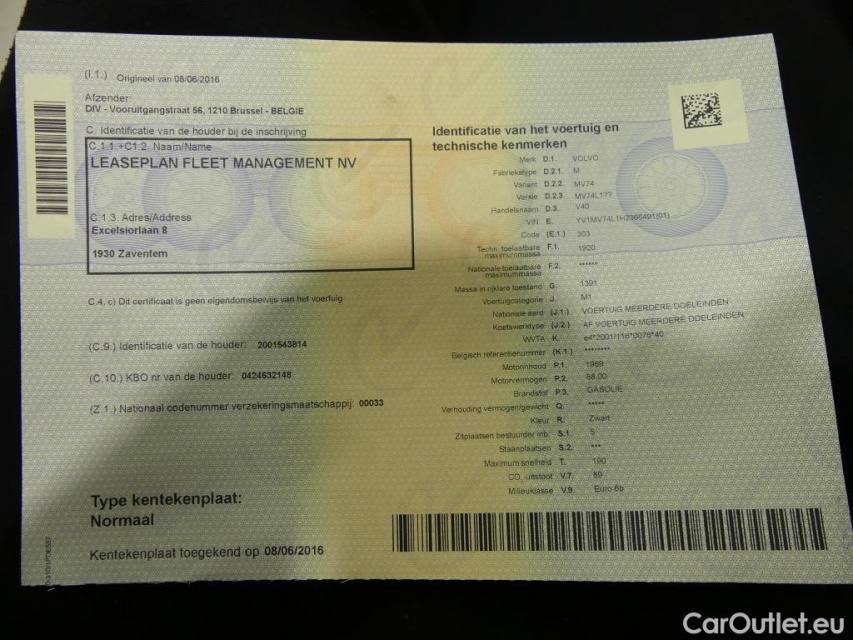 (I.1.) Origineel van 08/06/2016
Afzender:
DIV - Vooruitgangstraat 56, 1210 Brussel - BELGIE
C. Identificatie van de houder bij de inschrijving
C.1.1.+C1.2. Naam/Name
LEASEPLAN FLEET MANAGEMENT NV
C.1.3. Adres/Address
Excelsiorlaan 8
1930 Zaventem
C.4. c) Dit certificaat is geen eigendomsbewijs van het voertuig
(C.9.) Identificatie van de houder: 2001543814
(C.10.) KBO nr van de houder: 0424632148
(Z.1.) Nationaal codenummer verzekeringsmaatschappij: 00033
Type kentekenplaat:
Normaal
Kentekenplaat toegekend op 08/06/2016
Identificatie van het voertuig en
technische kenmerken
Merk D.1. VOLVO
Fabriekstype D.2.1. M
Variant D.2.2. MV74
Versie D.2.3. MV74L1??
Handelsnaam D.3. V40
VIN E. YV1MV74L1H2366491(01)
Code (E.1.) 303
Techn. toelaatbare F.1. 1920
maximummassa
Nationale toelaatbare F.2. ******
maximummassa
Massa in rijklare toestand G. 1391
Voertuigcategorie J. M1
Nationale aard (J.1.) VOERTUIG MEERDERE DOELEINDEN
Koetswerktype (J.2.) AF VOERTUIG MEERDERE DOELEINDEN
WVTA K. e4*2001/116*0076*40
Belgisch referentienummer (K.1.) ********
Motorinhoud P.1. 1969
Motorvermogen P.2. 88.00
Brandstof P.3. GASOLIE
Verhouding vermogen/gewicht Q. *****
Kleur R. Zwart
Zitplaatsen bestuurder inb. S.1. 5
Staanplaatsen S.2. ***
Maximum snelheid T. 190
CO₂-uitstoot V.7. 89
Milieuklasse V.9. Euro 6b
CarOutlet.eu